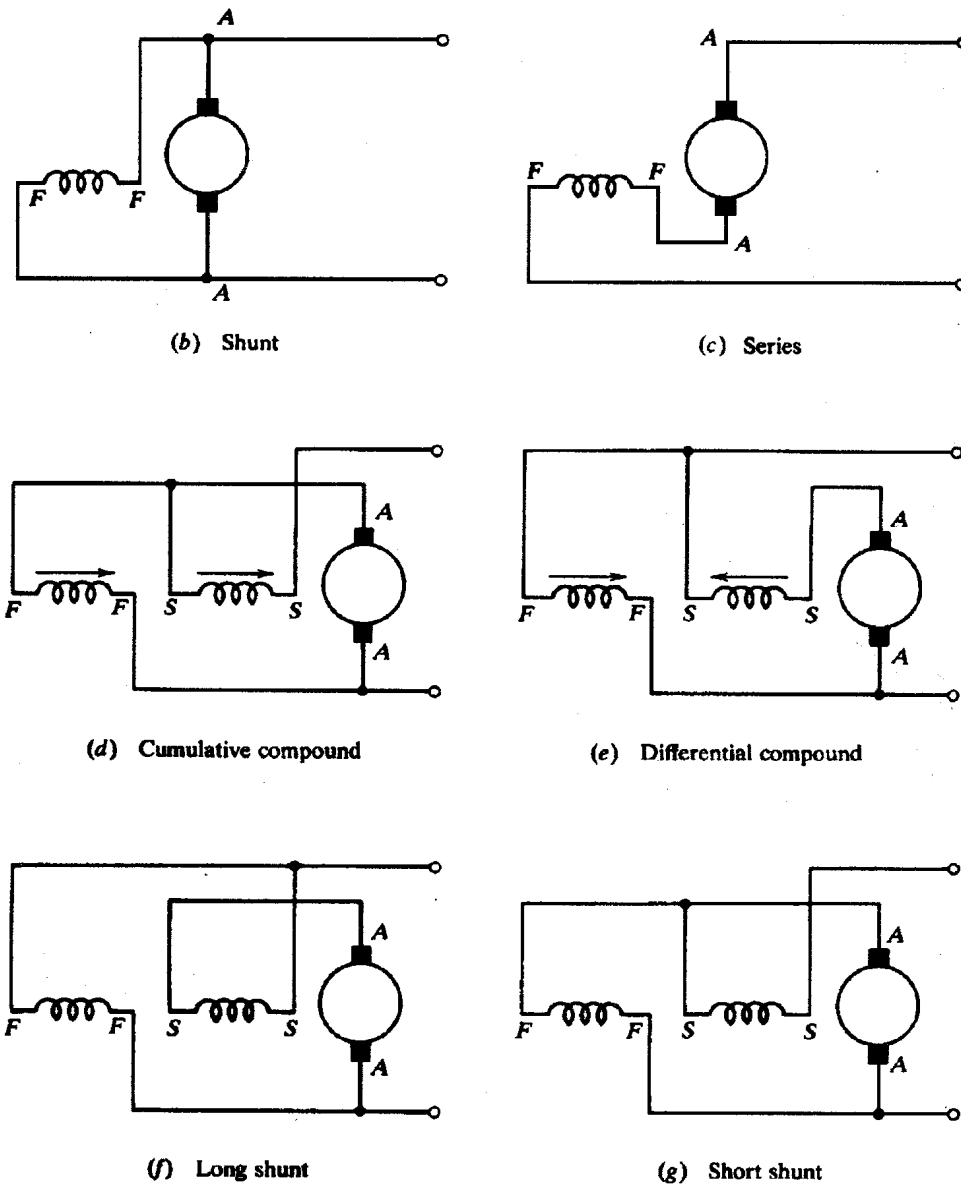 A
A
F
F
A
A
F
F
(b) Shunt
(c) Series
A
A
F
F
S
S
F
F
S
S
A
A
(d) Cumulative compound
(e) Differential compound
A
A
F
F
S
S
F
F
S
S
A
A
(f) Long shunt
(g) Short shunt